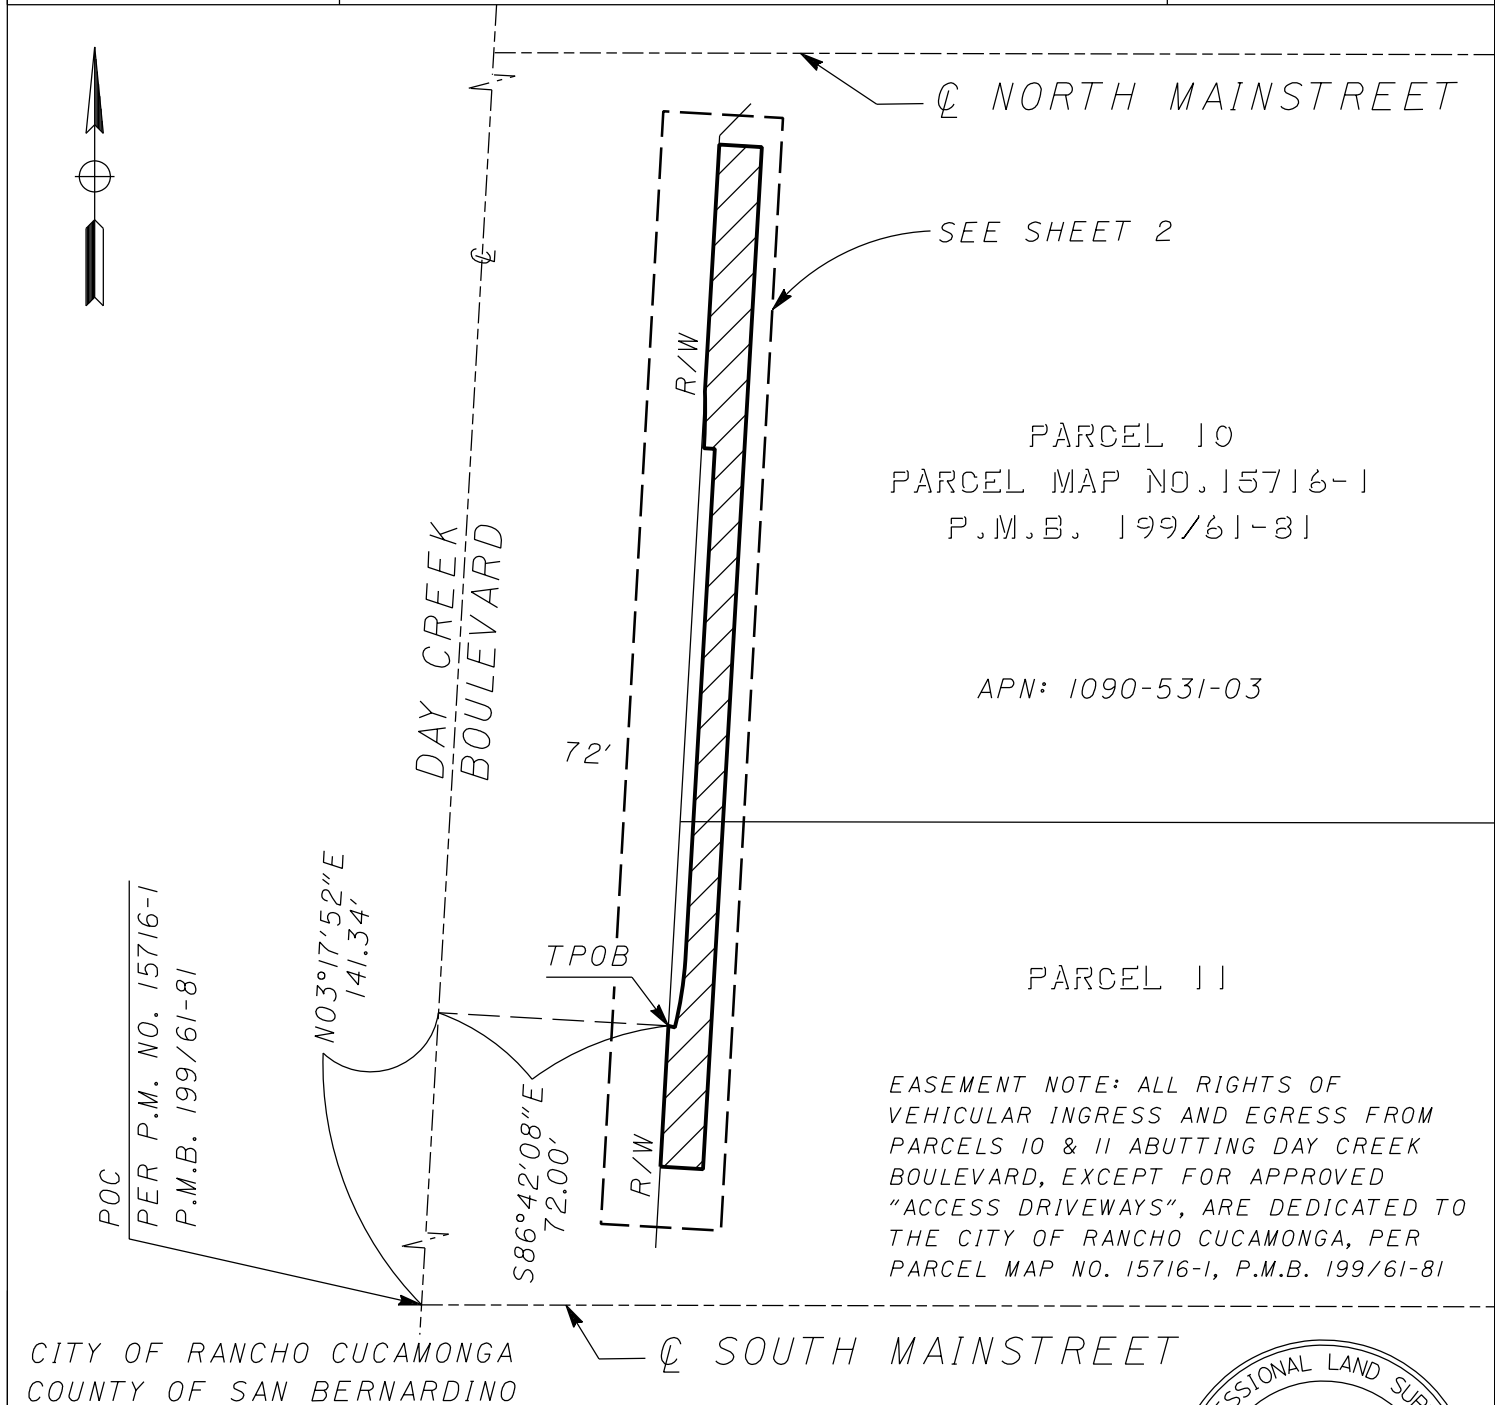 ℄ NORTH MAINSTREET
SEE SHEET 2
℄
R/W
PARCEL 10
PARCEL MAP NO.15716-1
P.M.B. 199/61-81
DAY CREEK
BOULEVARD
APN: 1090-531-03
72'
N03°17'52"E
141.34'
POC
PER P.M. NO. 15716-1
P.M.B. 199/61-81
TPOB
PARCEL 11
S86°42'08"E
72.00'
R/W
EASEMENT NOTE: ALL RIGHTS OF
VEHICULAR INGRESS AND EGRESS FROM
PARCELS 10 & 11 ABUTTING DAY CREEK
BOULEVARD, EXCEPT FOR APPROVED
"ACCESS DRIVEWAYS", ARE DEDICATED TO
THE CITY OF RANCHO CUCAMONGA, PER
PARCEL MAP NO. 15716-1, P.M.B. 199/61-81
℄ SOUTH MAINSTREET
CITY OF RANCHO CUCAMONGA
COUNTY OF SAN BERNARDINO
LAND